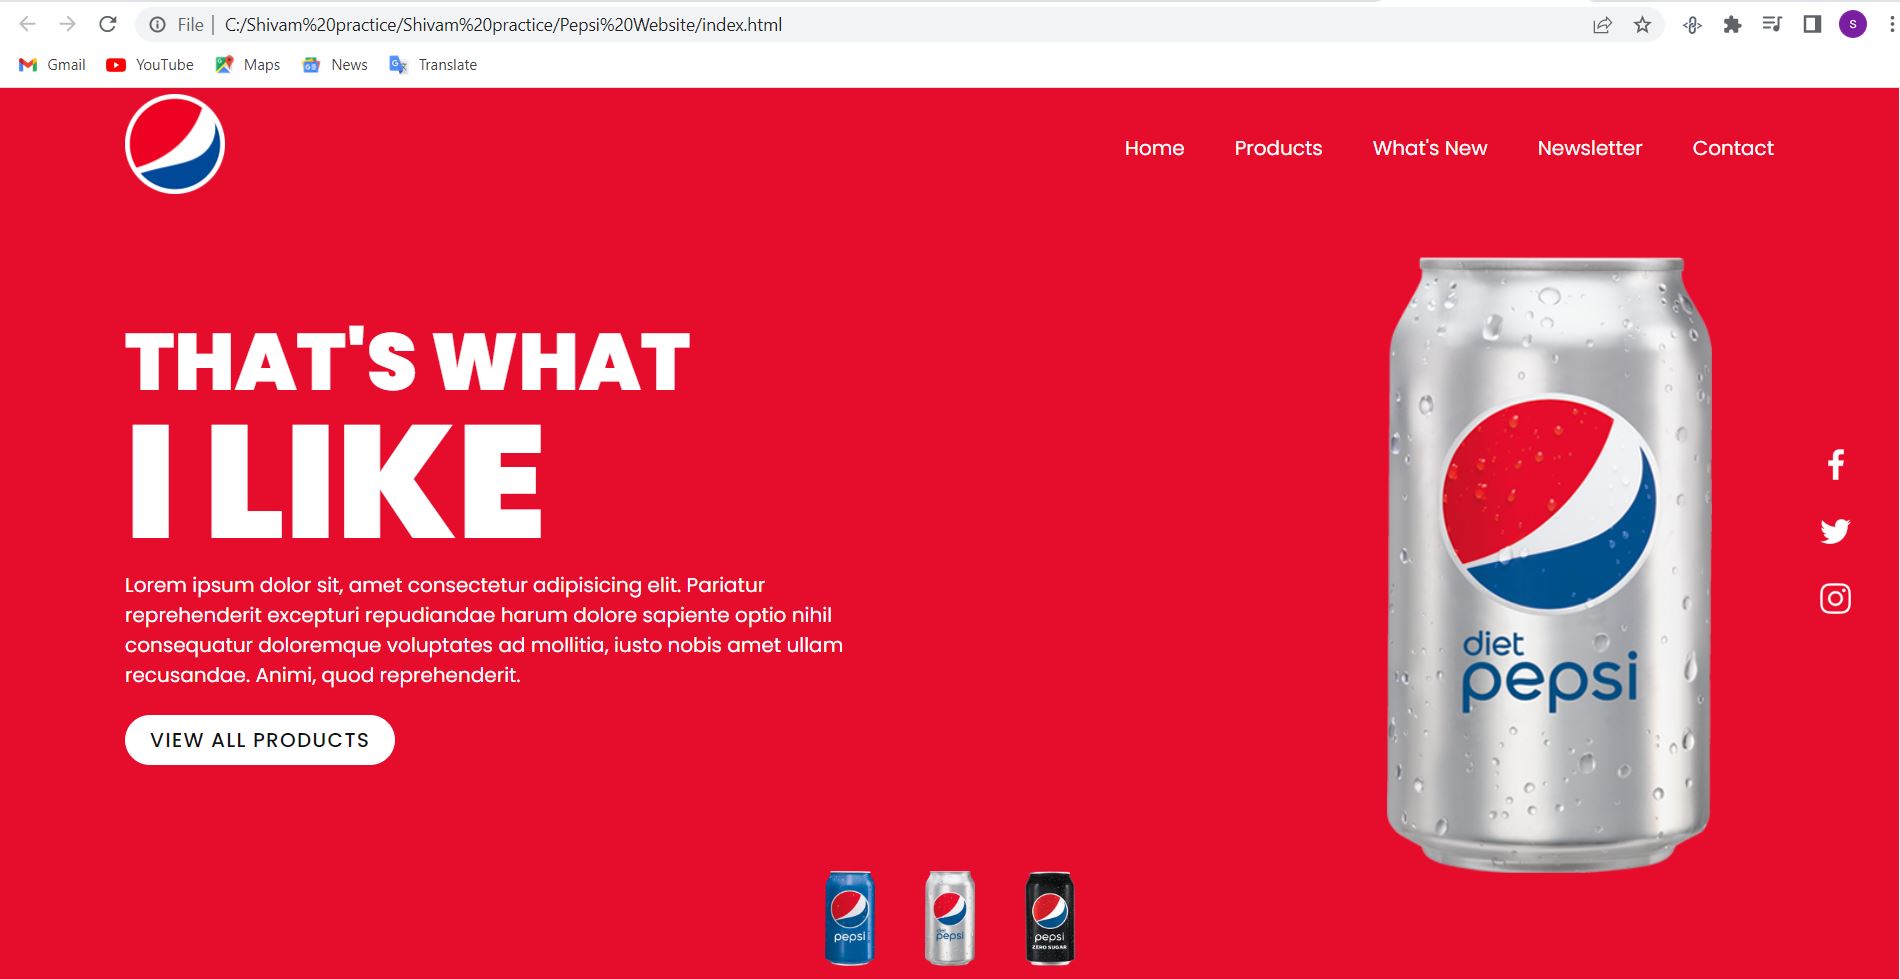 File | C:/Shivam%20practice/Shivam%20practice/Pepsi%20Website/index.html
S
Gmail YouTube Maps News Translate
Home Products What's New Newsletter Contact
THAT'S WHAT
I LIKE
Lorem ipsum dolor sit, amet consectetur adipisicing elit. Pariatur
reprehenderit excepturi repudiandae harum dolore sapiente optio nihil
consequatur doloremque voluptates ad mollitia, iusto nobis amet ullam
recusandae. Animi, quod reprehenderit.
VIEW ALL PRODUCTS
diet
pepsi
pepsi
diet
pepsi
pepsi
ZERO SUGAR